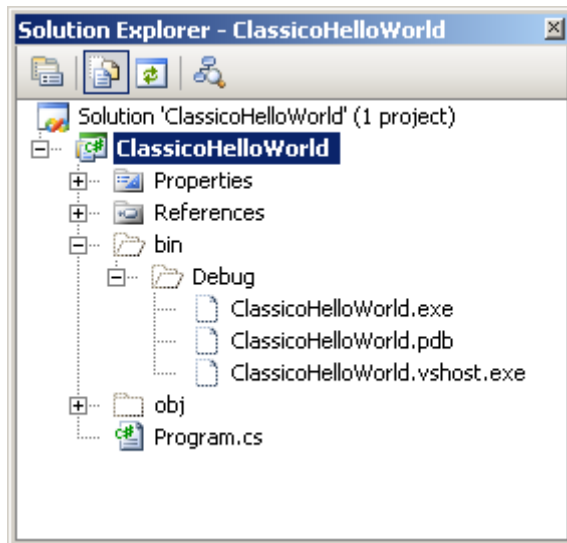 Solution Explorer - ClassicoHelloWorld
Solution 'ClassicoHelloWorld' (1 project)
C# ClassicoHelloWorld
Properties
References
bin
Debug
ClassicoHelloWorld.exe
ClassicoHelloWorld.pdb
ClassicoHelloWorld.vshost.exe
obj
C# Program.cs